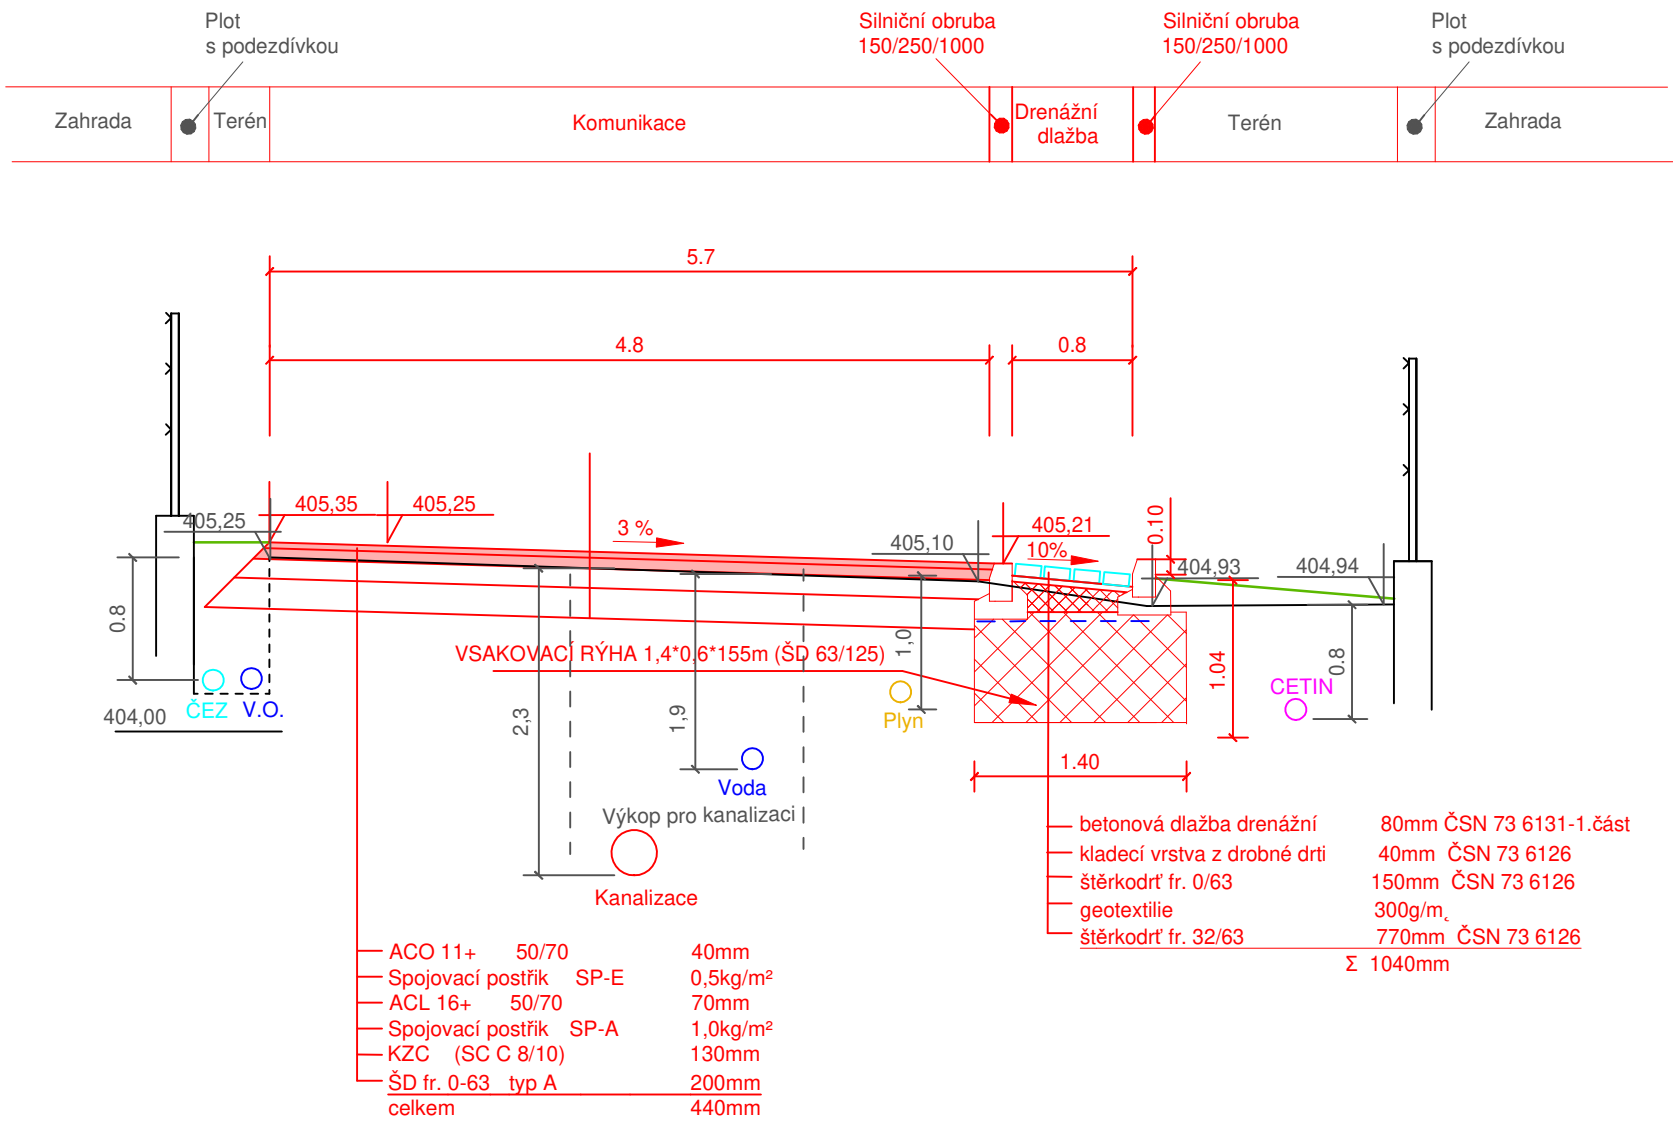 Plot
s podezdívkou
Silniční obruba
150/250/1000
Silniční obruba
150/250/1000
Plot
s podezdívkou
Zahrada
Terén
Komunikace
Drenážní
dlažba
Terén
Zahrada
5.7
4.8
0.8
405,25
405,35
405,25
3 %
405,10
405,21
10%
0.10
404,93
404,94
0.8
VSAKOVACÍ RÝHA 1,4*0,6*155m (ŠD 63/125)
1,0
1.04
0.8
404,00
ČEZ
V.O.
2,3
1,9
Plyn
CETIN
Voda
1.40
Výkop pro kanalizaci
Kanalizace
betonová dlažba drenážní 80mm ČSN 73 6131-1.část
kladecí vrstva z drobné drti 40mm ČSN 73 6126
štěrkodrť fr. 0/63 150mm ČSN 73 6126
geotextilie 300g/m¸
štěrkodrť fr. 32/63 770mm ČSN 73 6126
Σ 1040mm
ACO 11+ 50/70 40mm
Spojovací postřik SP-E 0,5kg/m²
ACL 16+ 50/70 70mm
Spojovací postřik SP-A 1,0kg/m²
KZC (SC C 8/10) 130mm
ŠD fr. 0-63 typ A 200mm
celkem 440mm